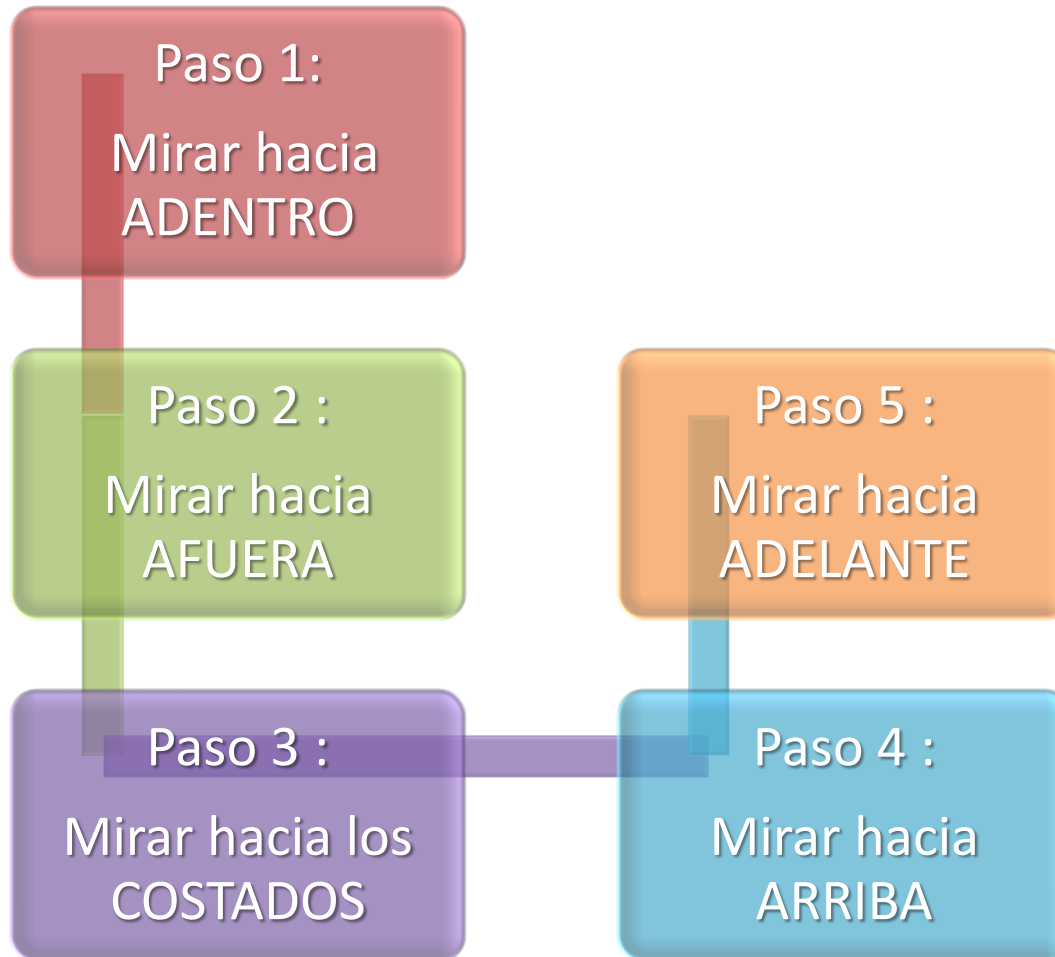 Paso 1:
Mirar hacia
ADENTRO
Paso 2 :
Mirar hacia
AFUERA
Paso 3 :
Mirar hacia los
COSTADOS
Paso 4 :
Mirar hacia
ARRIBA
Paso 5 :
Mirar hacia
ADELANTE